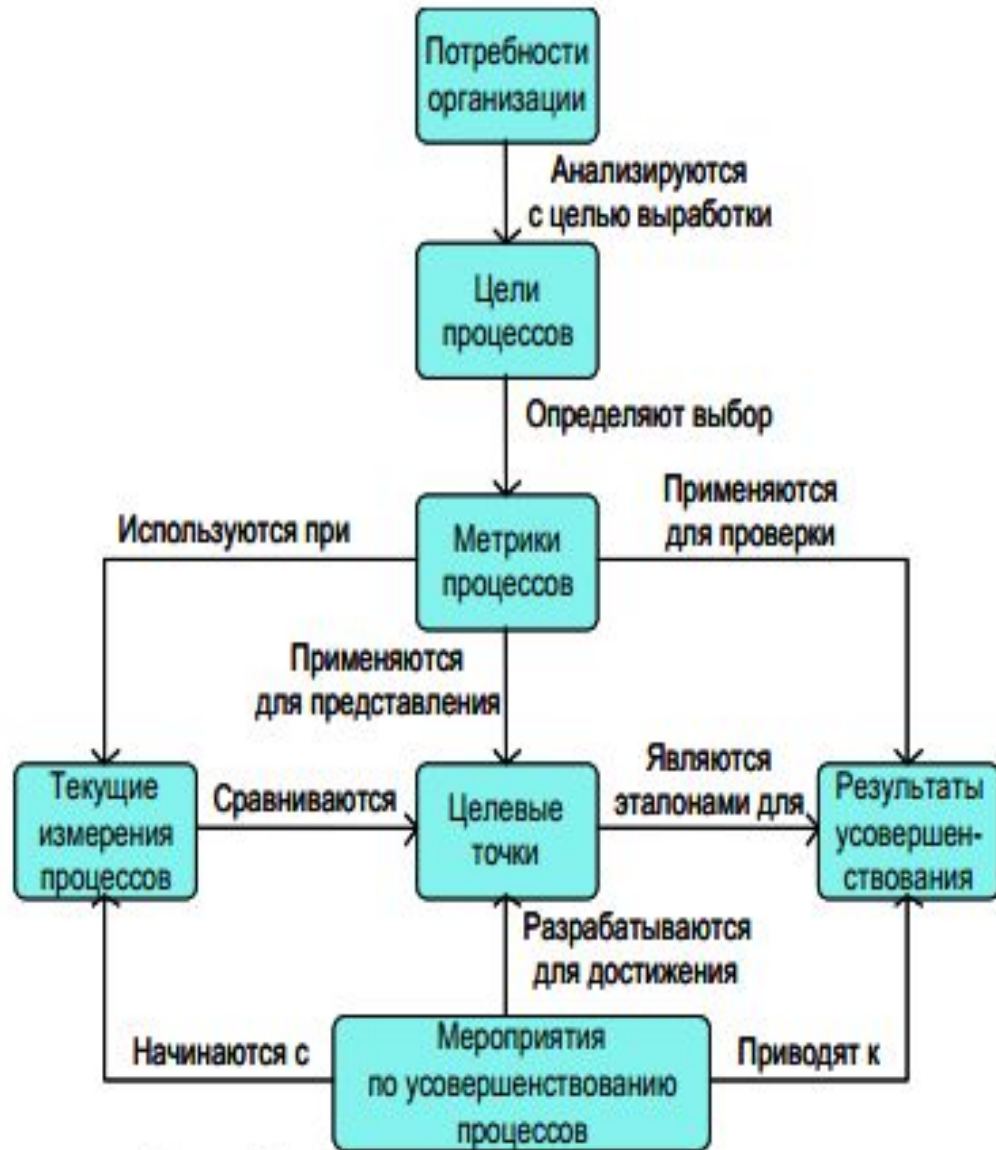 Потребности
организации
Анализируются
с целью выработки
Цели
процессов
Определяют выбор
Используются при
Метрики
процессов
Применяются
для проверки
Применяются
для представления
Текущие
измерения
процессов
Сравниваются
Целевые
точки
Являются
эталонами для
Результаты
усовершен-
ствования
Разрабатываются
для достижения
Начинаются с
Мероприятия
по усовершенствованию
процессов
Приводят к